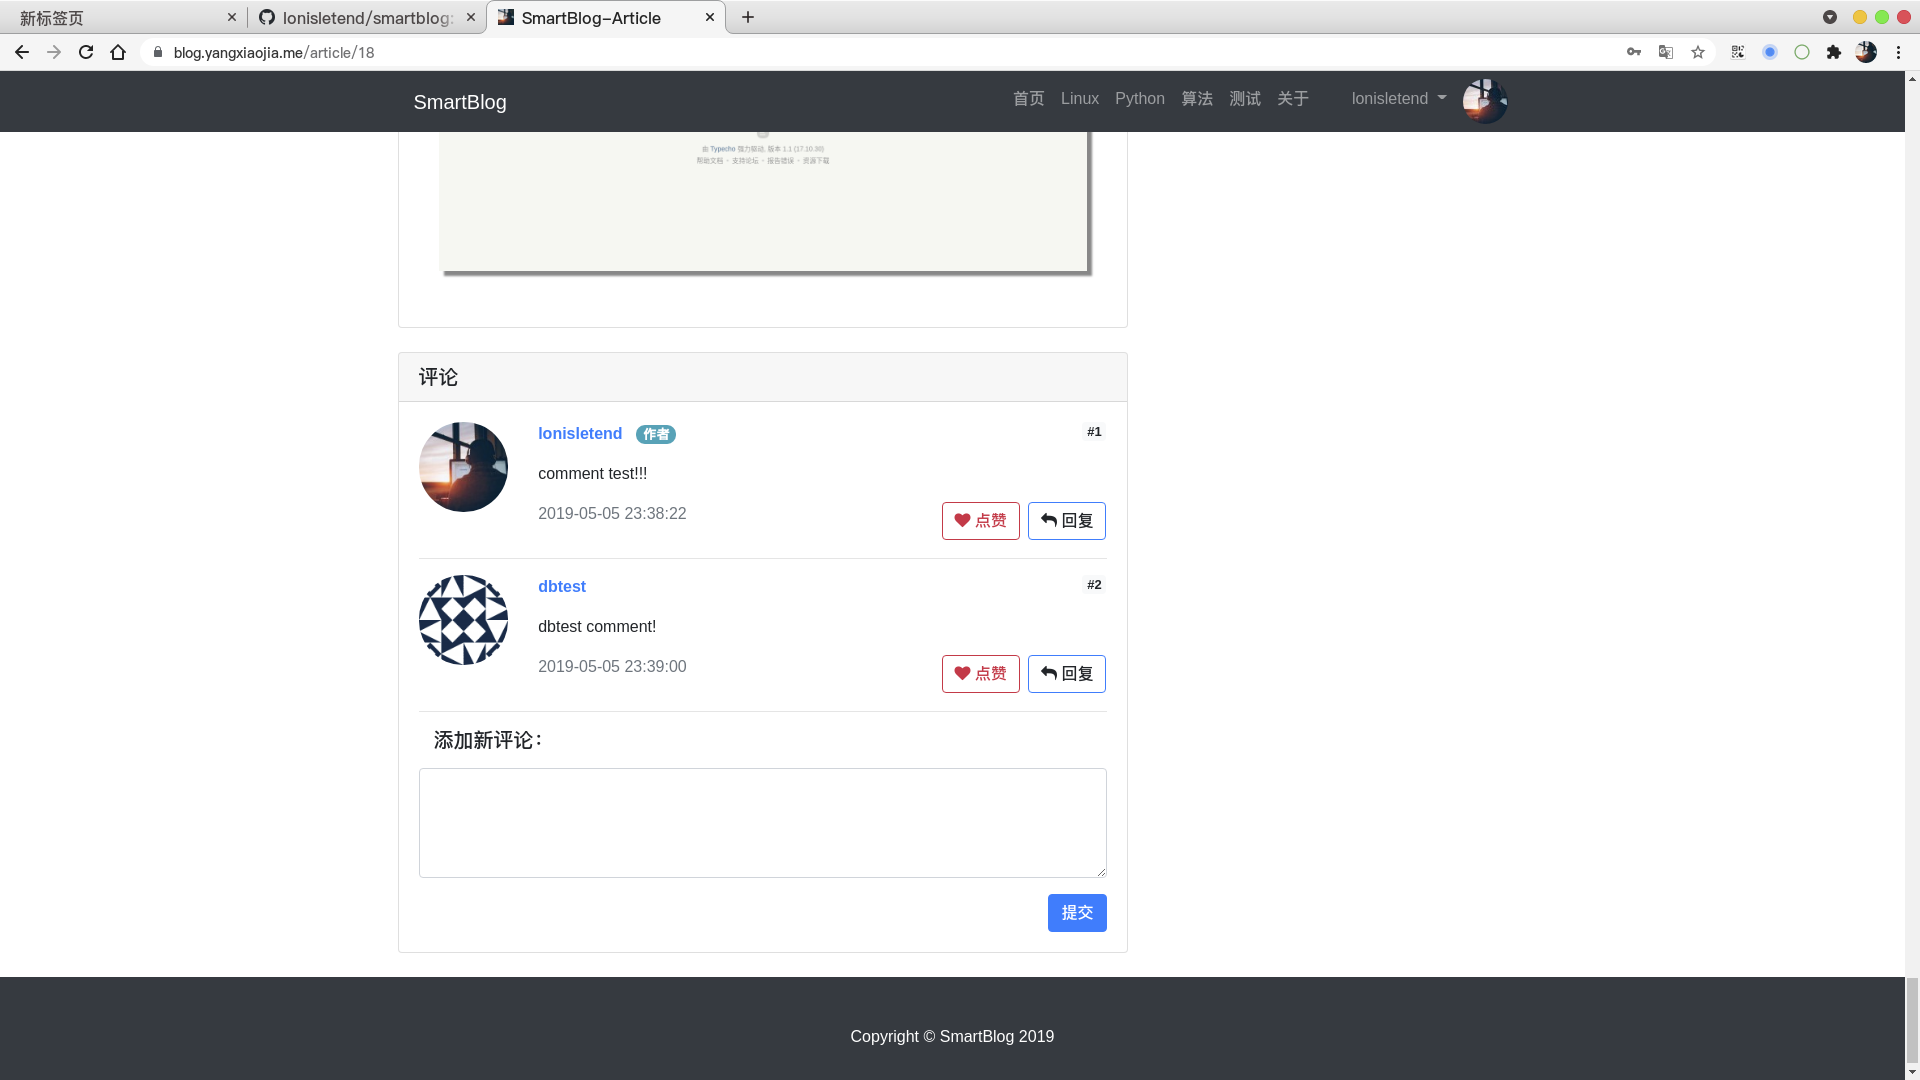 新标签页
lonisletend/smartblog:
SmartBlog-Article
blog.yangxiaojia.me/article/18
SmartBlog
首页 Linux Python 算法 测试 关于 lonisletend
由 Typecho 强力驱动, 版本 1.1 (17.10.30)
帮助文档 • 支持论坛 • 报告错误 • 资源下载
评论
lonisletend 作者 #1
comment test!!!
2019-05-05 23:38:22 点赞 回复
dbtest #2
dbtest comment!
2019-05-05 23:39:00 点赞 回复
添加新评论：
提交
Copyright © SmartBlog 2019